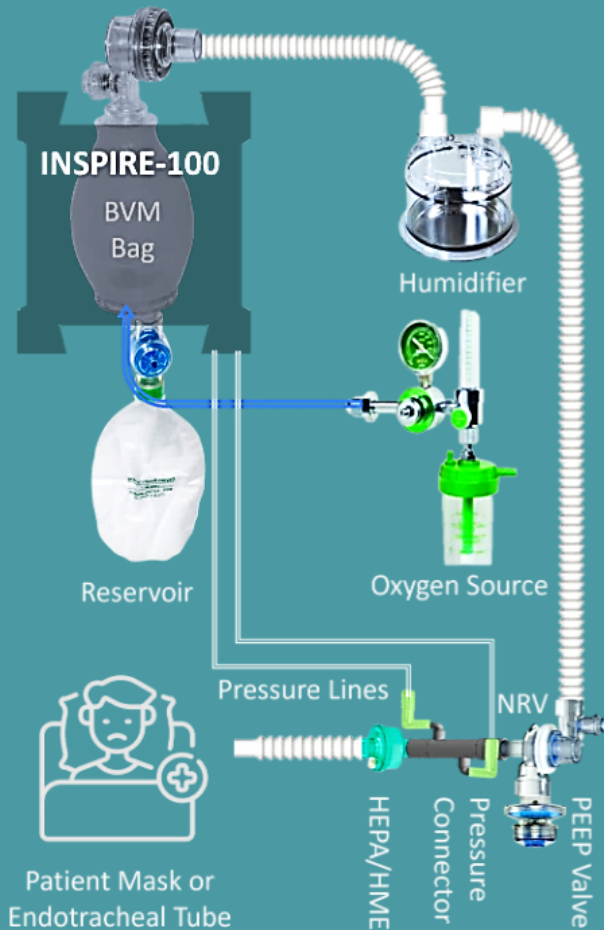 INSPIRE-100
BVM
Bag
Humidifier
Reservoir
Oxygen Source
Pressure Lines
NRV
HEPA/HME
Pressure
Connector
PEEP Valve
Patient Mask or
Endotracheal Tube